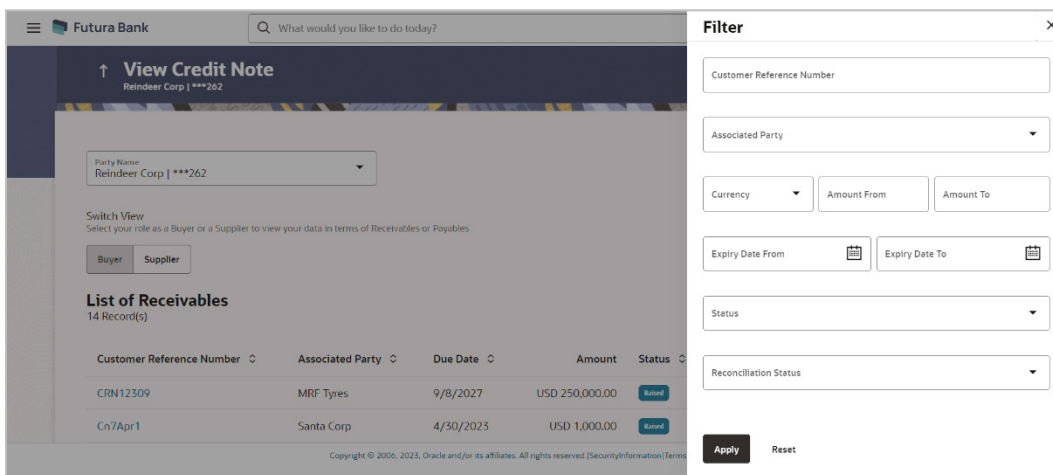 Futura Bank
What would you like to do today?
View Credit Note
Reindeer Corp | ***262
Party Name
Reindeer Corp | ***262
Switch View
Select your role as a Buyer or a Supplier to view your data in terms of Receivables or Payables
Buyer Supplier
List of Receivables
14 Record(s)
Customer Reference Number Associated Party Due Date Amount Status
CRN12309 MRF Tyres 9/8/2027 USD 250,000.00 Raised
Cn7Apr1 Santa Corp 4/30/2023 USD 1,000.00 Raised
Copyright © 2006, 2023, Oracle and/or its affiliates. All rights reserved.|SecurityInformation|Terms
Filter
Customer Reference Number
Associated Party
Currency Amount From Amount To
Expiry Date From Expiry Date To
Status
Reconciliation Status
Apply Reset